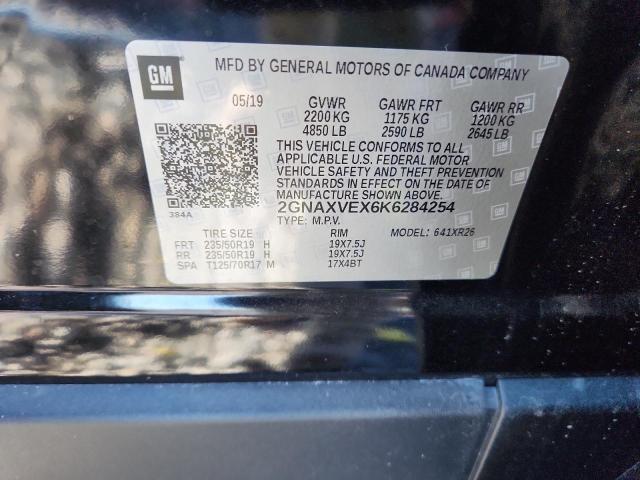 GM
MFD BY GENERAL MOTORS OF CANADA COMPANY
05/19 GVWR GAWR FRT GAWR RR
2200 KG 1175 KG 1200 KG
4850 LB 2590 LB 2645 LB
THIS VEHICLE CONFORMS TO ALL
APPLICABLE U.S. FEDERAL MOTOR
VEHICLE SAFETY AND THEFT PREVENTION
STANDARDS IN EFFECT ON THE DATE OF
MANUFACTURE SHOWN ABOVE.
384A
2GNAXVEX6K6284254
TYPE: M.P.V. MODEL: 641XR26
TIRE SIZE RIM
FRT 235/50R19 H 19X7.5J
RR 235/50R19 H 19X7.5J
SPA T125/70R17 M 17X4BT